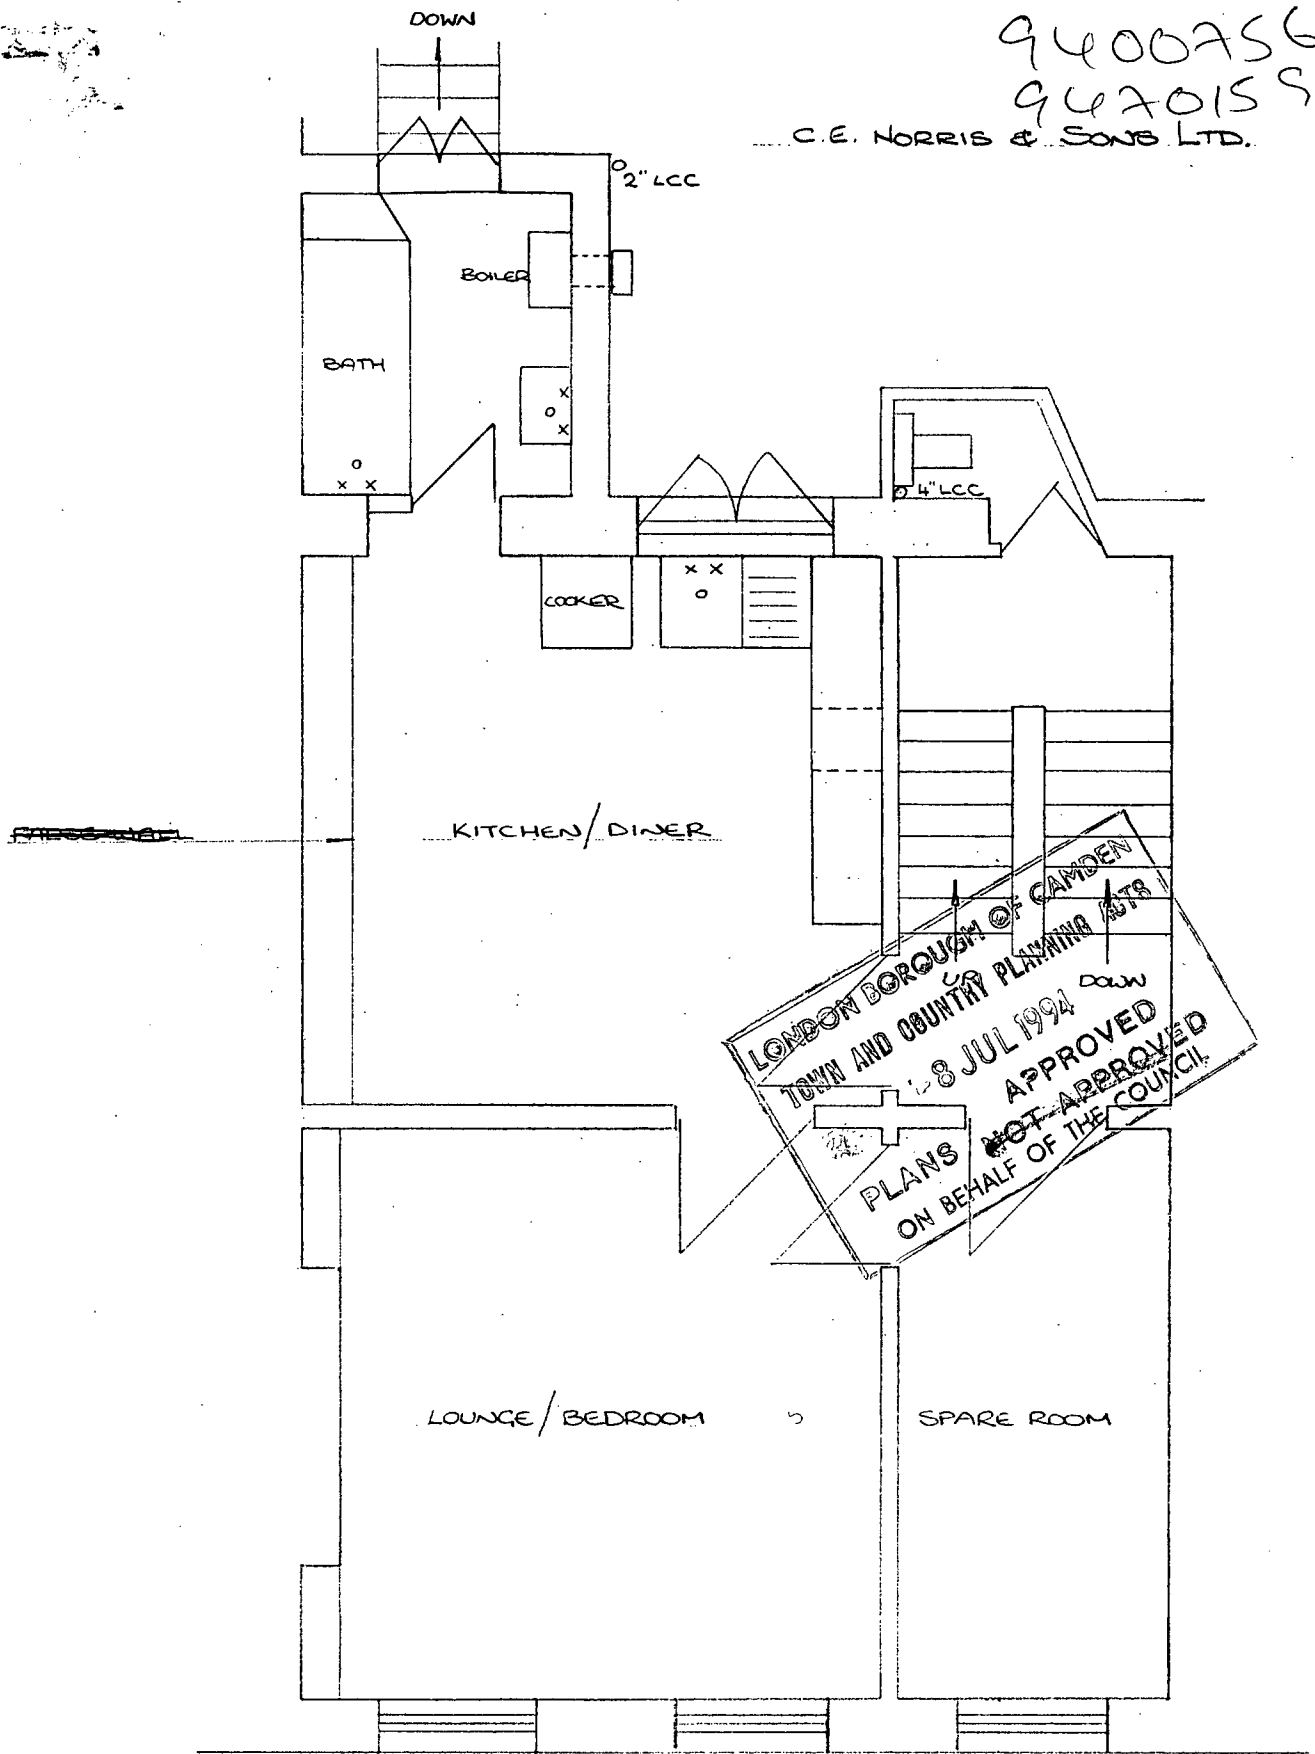 DOWN
9400756
9470159
C.E. NORRIS & SONS LTD.
2" LCC
BOILER
BATH
4" LCC
COOKER
KITCHEN/DINER
UP
DOWN
LONDON BOROUGH OF CAMDEN
TOWN AND COUNTRY PLANNING ACTS
-8 JUL 1994
APPROVED
PLANS NOT APPROVED
ON BEHALF OF THE COUNCIL
LOUNGE/BEDROOM
SPARE ROOM